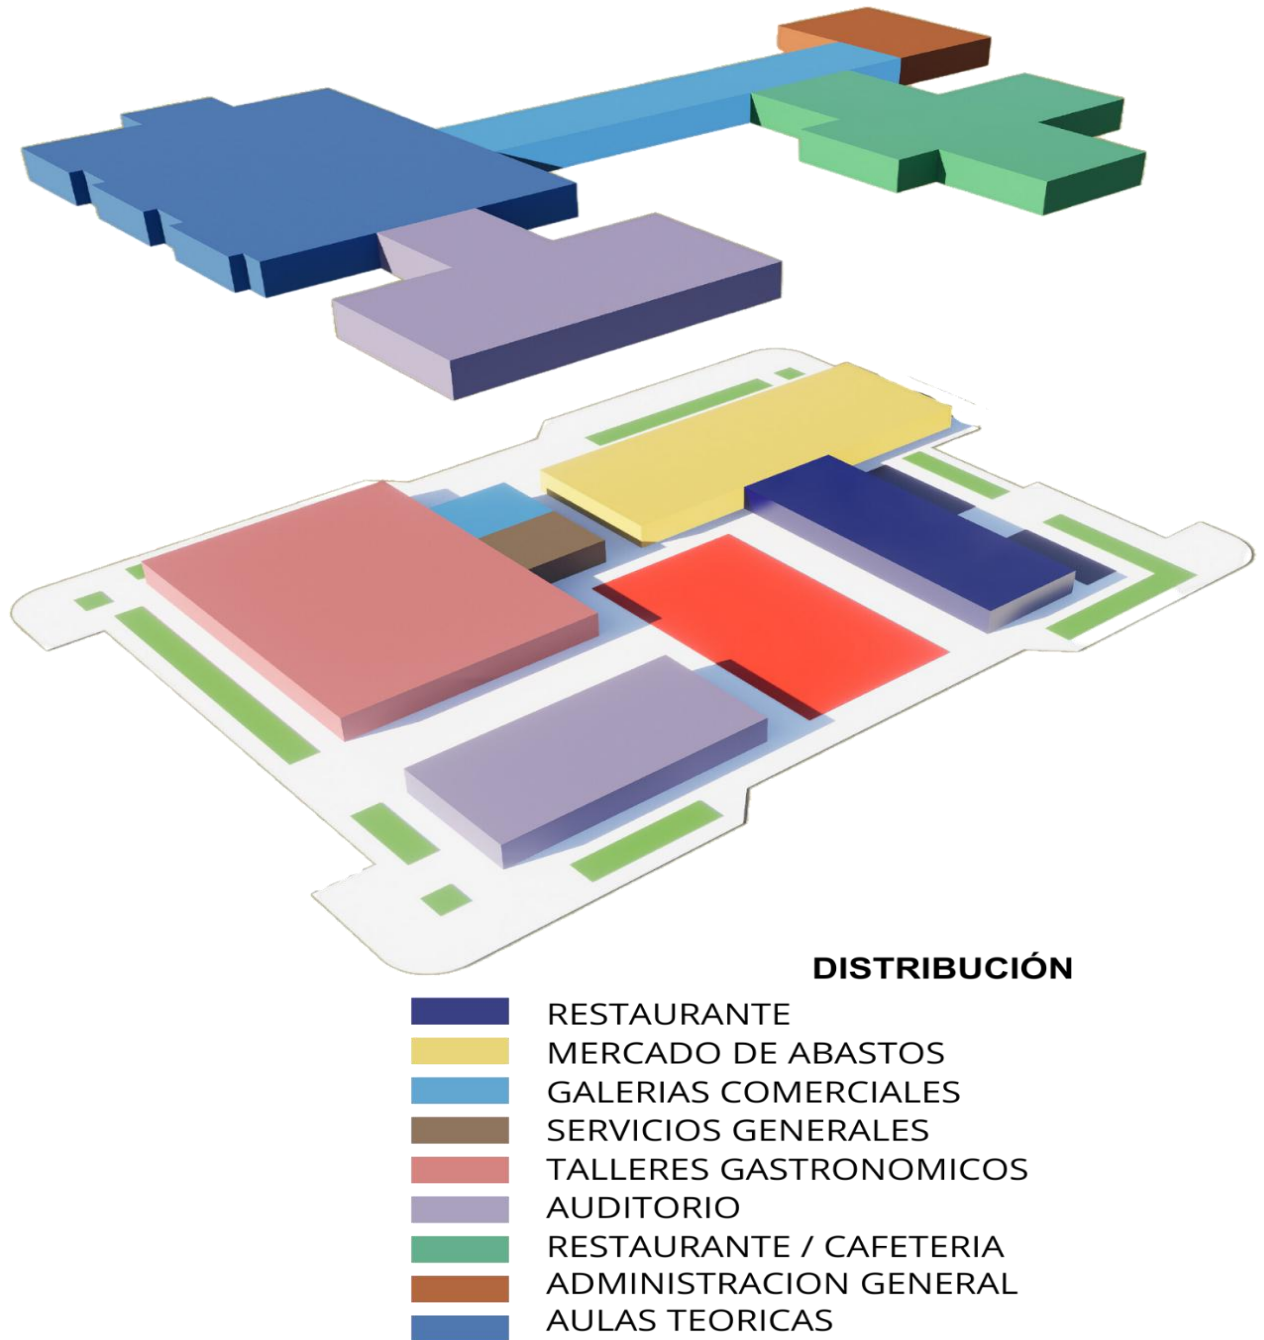 DISTRIBUCIÓN
RESTAURANTE
MERCADO DE ABASTOS
GALERIAS COMERCIALES
SERVICIOS GENERALES
TALLERES GASTRONOMICOS
AUDITORIO
RESTAURANTE / CAFETERIA
ADMINISTRACION GENERAL
AULAS TEORICAS